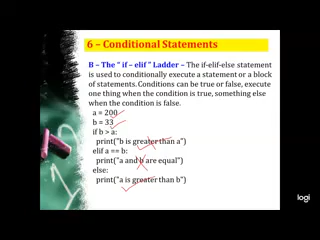 6 – Conditional Statements
B – The “ if – elif ” Ladder – The if-elif-else statement
is used to conditionally execute a statement or a block
of statements. Conditions can be true or false, execute
one thing when the condition is true, something else
when the condition is false.
a = 200
b = 33
if b > a:
print("b is greater than a")
elif a == b:
print("a and b are equal")
else:
print("a is greater than b")
logi